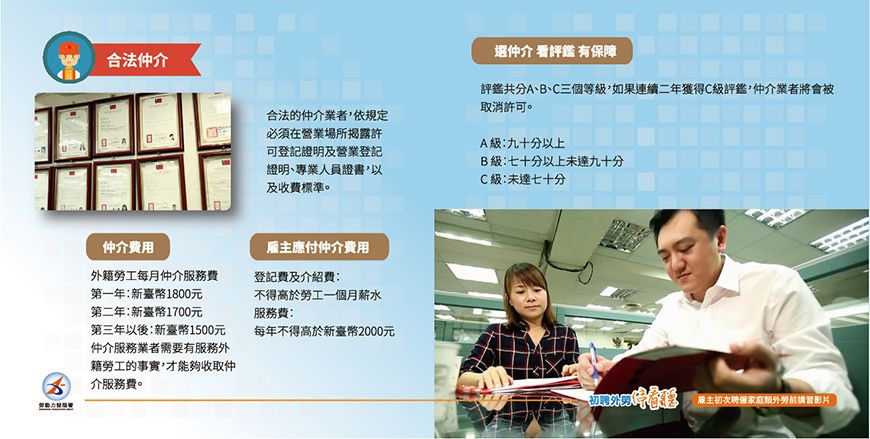 合法仲介
合法的仲介業者，依規定
必須在營業場所揭露許
可登記證明及營業登記
證明、專業人員證書，以
及收費標準。
仲介費用
外籍勞工每月仲介服務費
第一年：新臺幣1800元
第二年：新臺幣1700元
第三年以後：新臺幣1500元
仲介服務業者需要有服務外
籍勞工的事實，才能夠收取仲
介服務費。
雇主應付仲介費用
登記費及介紹費：
不得高於勞工一個月薪水
服務費：
每年不得高於新臺幣2000元
勞動力發展署
選仲介 看評鑑 有保障
評鑑共分A、B、C三個等級，如果連續二年獲得C級評鑑，仲介業者將會被
取消許可。
A 級：九十分以上
B 級：七十分以上未達九十分
C 級：未達七十分
初聘外勞停看聽
雇主初次聘僱家庭類外勞前講習影片